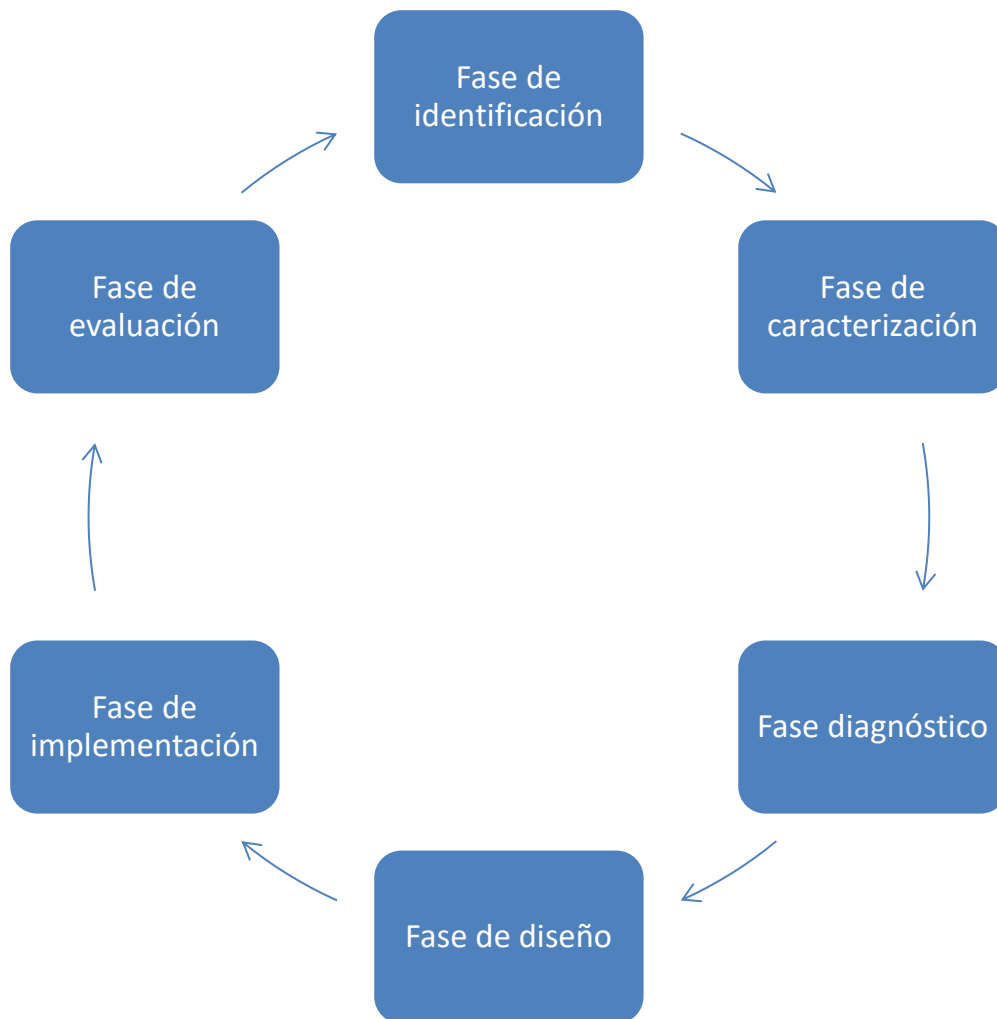 Fase de
identificación
Fase de
caracterización
Fase diagnóstico
Fase de diseño
Fase de
implementación
Fase de
evaluación